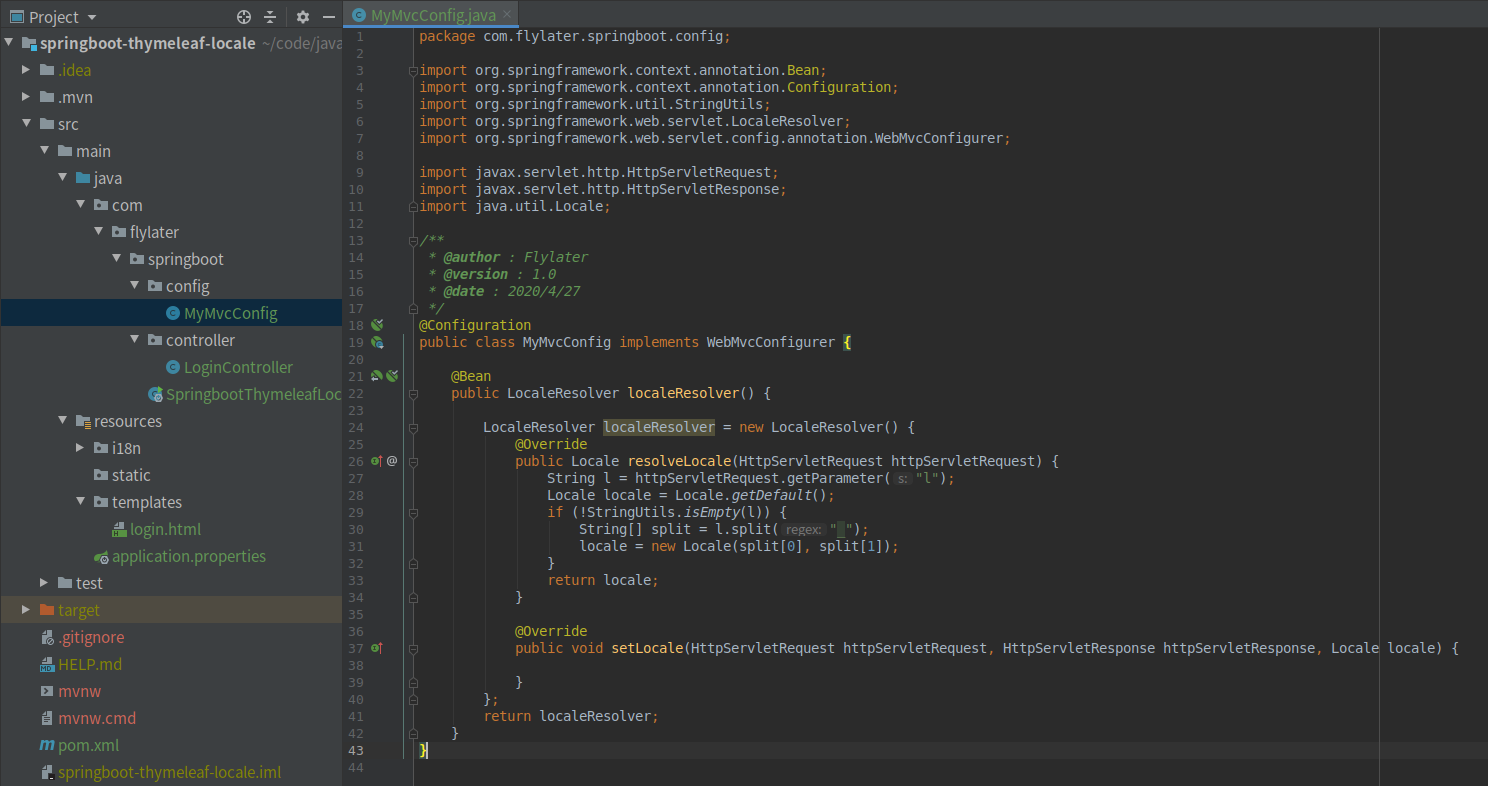 Project
springboot-thymeleaf-locale ~/code/java
.idea
.mvn
src
main
java
com
flylater
springboot
config
MyMvcConfig
controller
LoginController
SpringbootThymeleafLoc
resources
i18n
static
templates
login.html
application.properties
test
target
.gitignore
HELP.md
mvnw
mvnw.cmd
pom.xml
springboot-thymeleaf-locale.iml
MyMvcConfig.java
1 package com.flylater.springboot.config;
2
3 import org.springframework.context.annotation.Bean;
4 import org.springframework.context.annotation.Configuration;
5 import org.springframework.util.StringUtils;
6 import org.springframework.web.servlet.LocaleResolver;
7 import org.springframework.web.servlet.config.annotation.WebMvcConfigurer;
8
9 import javax.servlet.http.HttpServletRequest;
10 import javax.servlet.http.HttpServletResponse;
11 import java.util.Locale;
12
13 /**
14 * @author : Flylater
15 * @version : 1.0
16 * @date : 2020/4/27
17 */
18 @Configuration
19 public class MyMvcConfig implements WebMvcConfigurer {
20
21 @Bean
22 public LocaleResolver localeResolver() {
23
24 LocaleResolver localeResolver = new LocaleResolver() {
25 @Override
26 public Locale resolveLocale(HttpServletRequest httpServletRequest) {
27 String l = httpServletRequest.getParameter( s: "l");
28 Locale locale = Locale.getDefault();
29 if (!StringUtils.isEmpty(l)) {
30 String[] split = l.split( regex: "_");
31 locale = new Locale(split[0], split[1]);
32 }
33 return locale;
34 }
35
36 @Override
37 public void setLocale(HttpServletRequest httpServletRequest, HttpServletResponse httpServletResponse, Locale locale) {
38
39 }
40 };
41 return localeResolver;
42 }
43 }
44